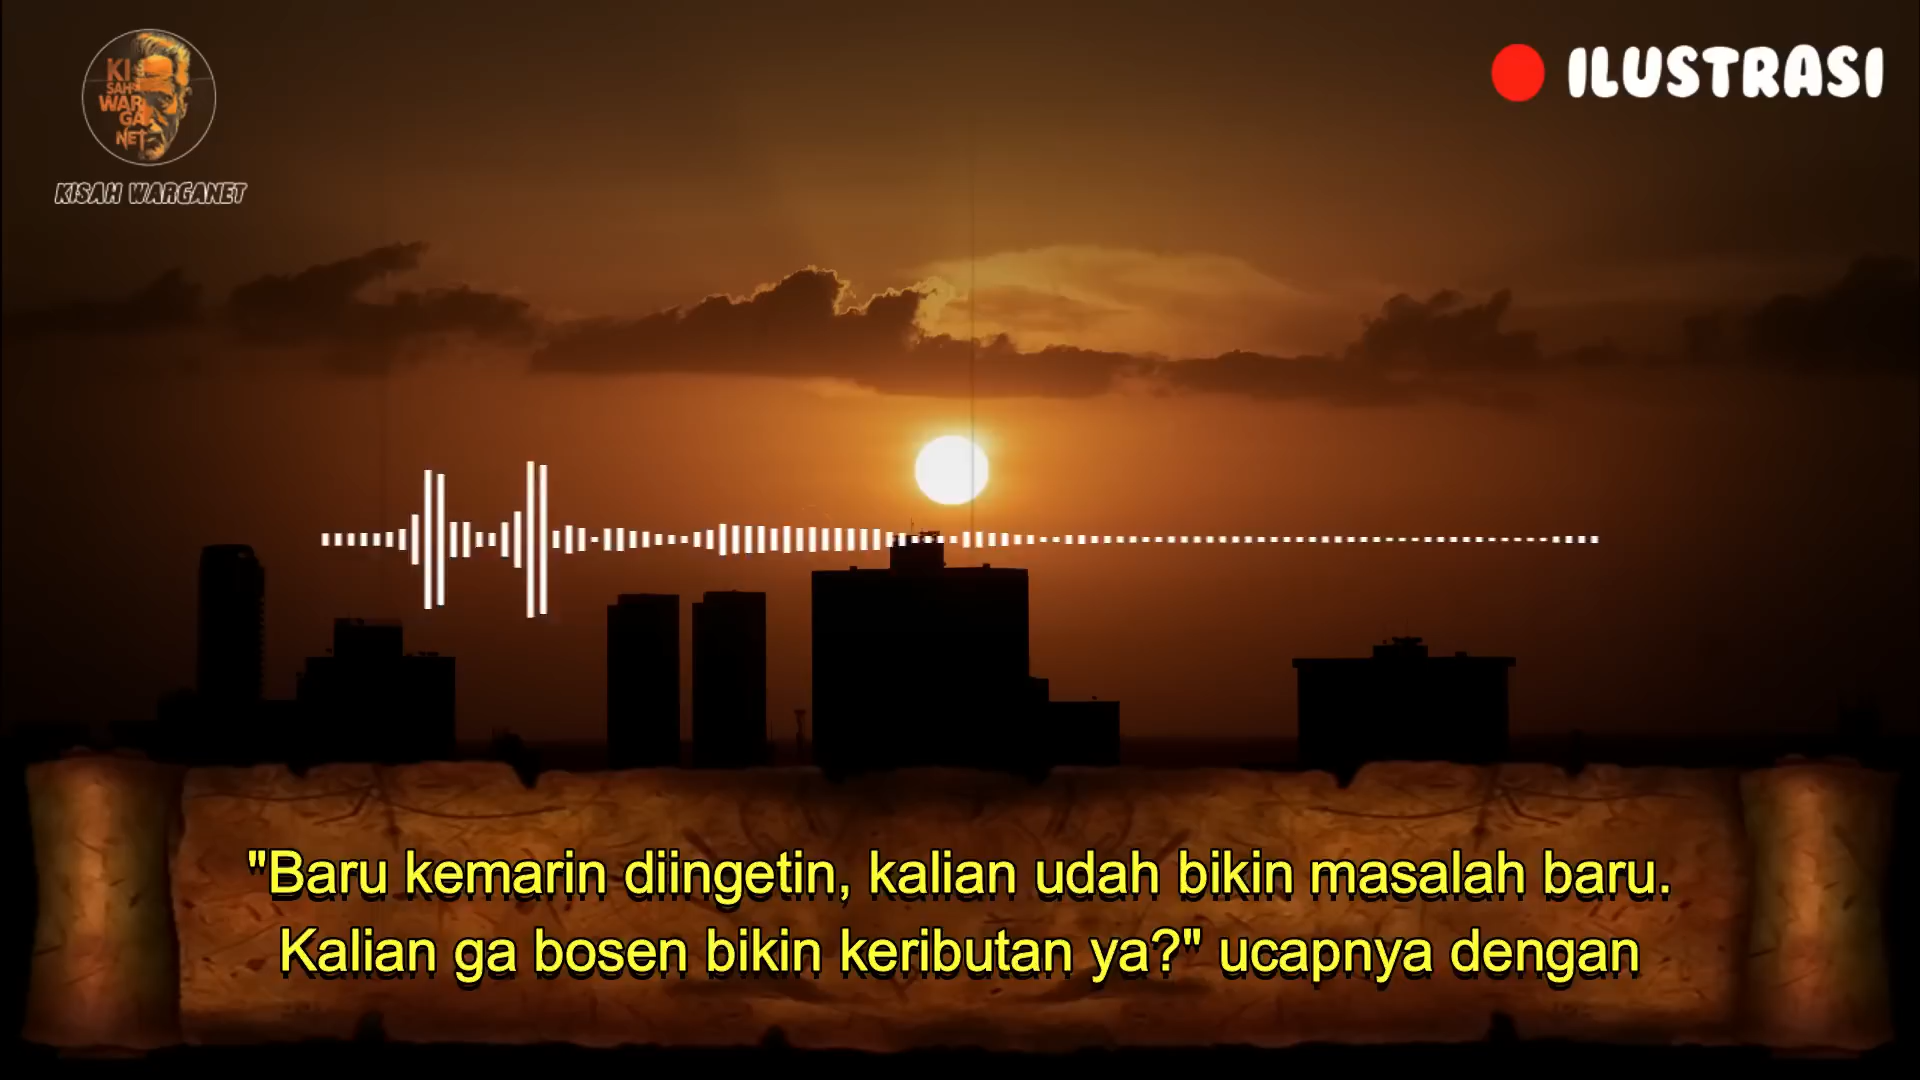 KI
SAH
WAR
GA
NET
KISAH WARGANET
ILUSTRASI
"Baru kemarin diingetin, kalian udah bikin masalah baru.
Kalian ga bosen bikin keributan ya?" ucapnya dengan